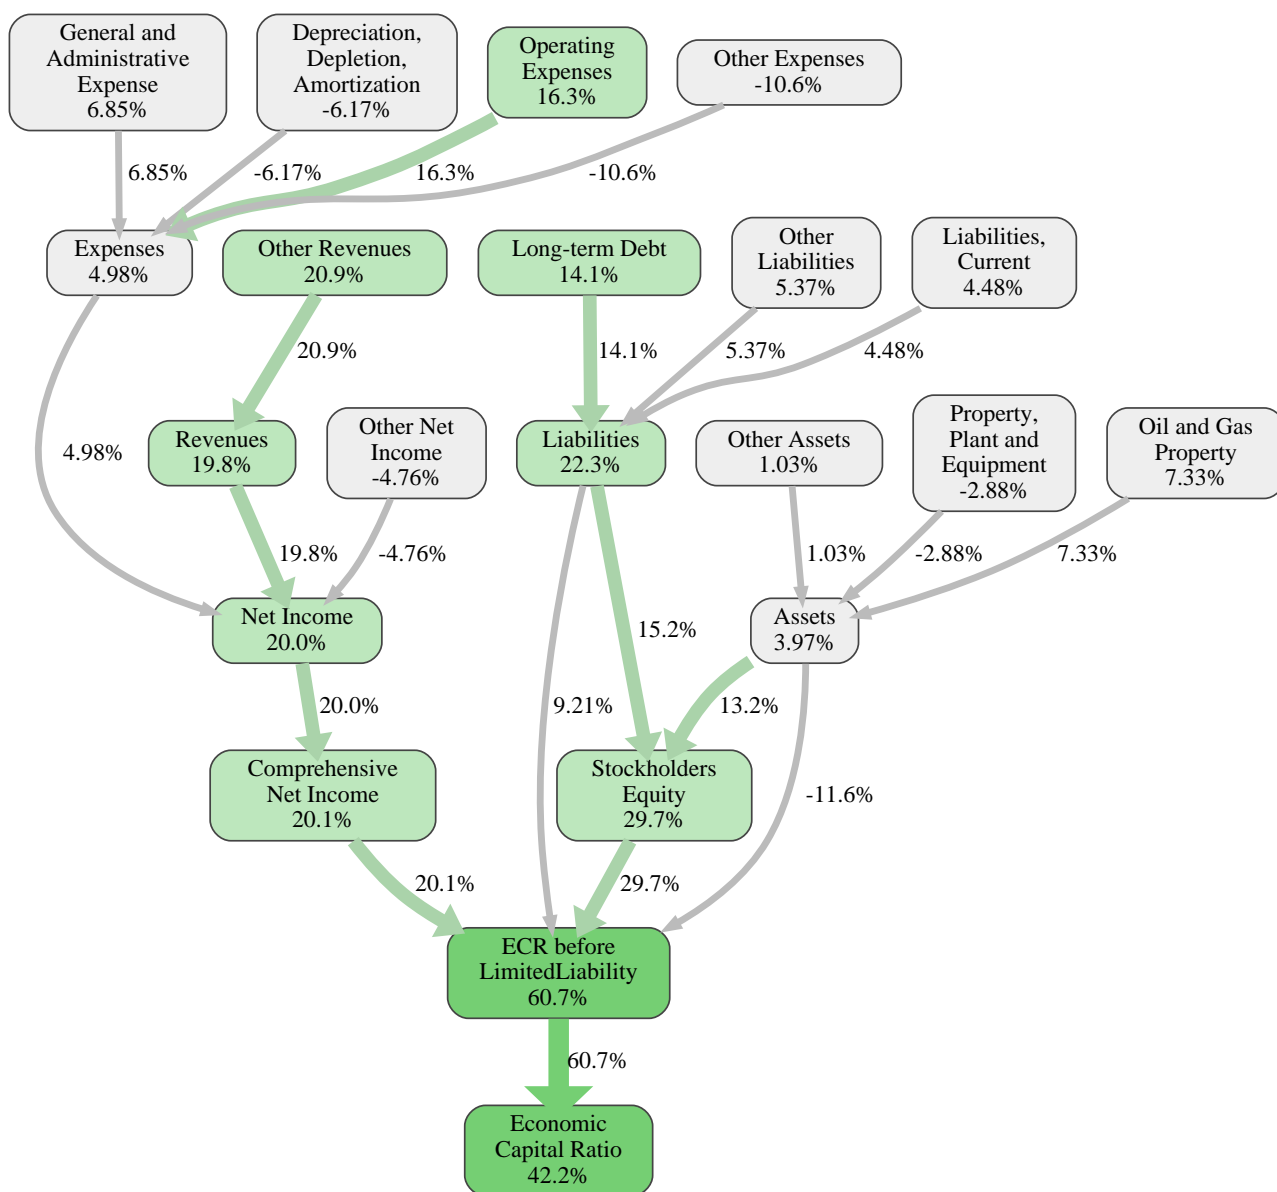 General and
Administrative
Expense
6.85%
Depreciation,
Depletion,
Amortization
-6.17%
Operating
Expenses
16.3%
Other Expenses
-10.6%
6.85%
-6.17%
16.3%
-10.6%
Expenses
4.98%
Other Revenues
20.9%
Long-term Debt
14.1%
Other
Liabilities
5.37%
Liabilities,
Current
4.48%
20.9%
14.1%
5.37%
4.48%
4.98%
Revenues
19.8%
Other Net
Income
-4.76%
Liabilities
22.3%
Other Assets
1.03%
Property,
Plant and
Equipment
-2.88%
Oil and Gas
Property
7.33%
19.8%
-4.76%
1.03%
-2.88%
7.33%
Net Income
20.0%
15.2%
Assets
3.97%
20.0%
9.21%
13.2%
Comprehensive
Net Income
20.1%
Stockholders
Equity
29.7%
-11.6%
20.1%
29.7%
ECR before
LimitedLiability
60.7%
60.7%
Economic
Capital Ratio
42.2%